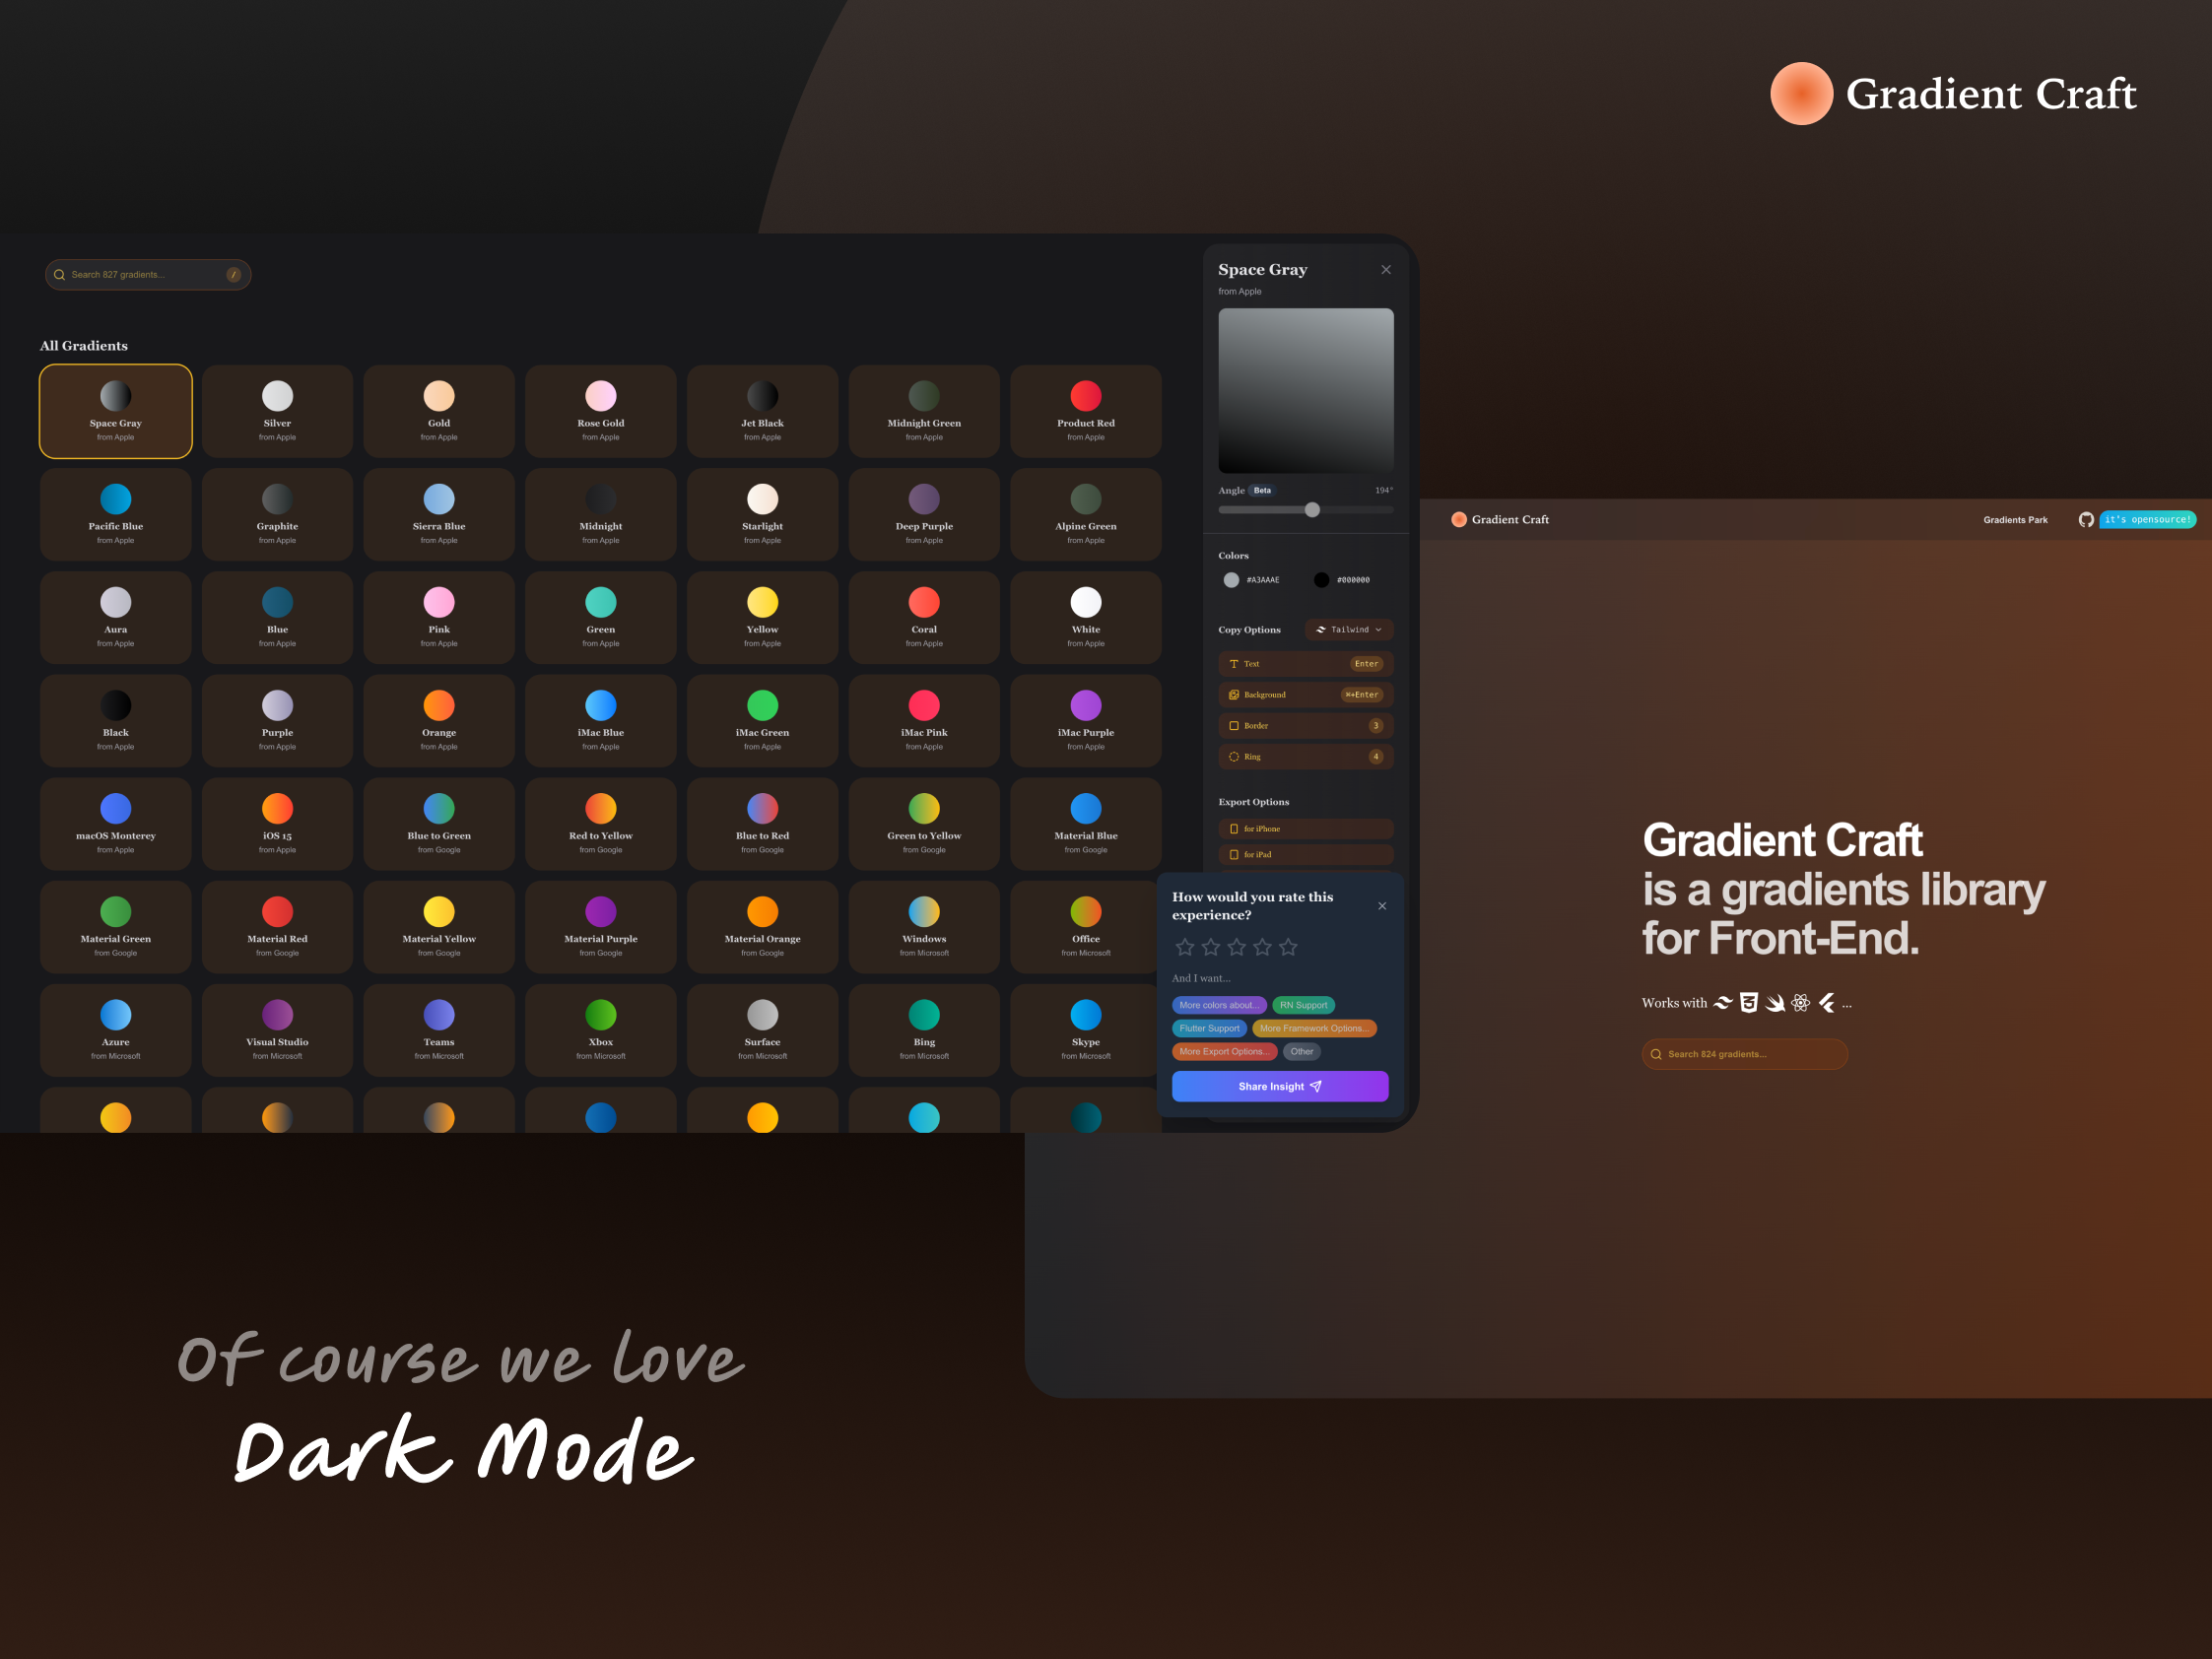 Gradient Craft
Search 827 gradients...
/
All Gradients
Space Gray
from Apple
Silver
from Apple
Gold
from Apple
Rose Gold
from Apple
Jet Black
from Apple
Midnight Green
from Apple
Product Red
from Apple
Pacific Blue
from Apple
Graphite
from Apple
Sierra Blue
from Apple
Midnight
from Apple
Starlight
from Apple
Deep Purple
from Apple
Alpine Green
from Apple
Aura
from Apple
Blue
from Apple
Pink
from Apple
Green
from Apple
Yellow
from Apple
Coral
from Apple
White
from Apple
Black
from Apple
Purple
from Apple
Orange
from Apple
iMac Blue
from Apple
iMac Green
from Apple
iMac Pink
from Apple
iMac Purple
from Apple
macOS Monterey
from Apple
iOS 15
from Apple
Blue to Green
from Google
Red to Yellow
from Google
Blue to Red
from Google
Green to Yellow
from Google
Material Blue
from Google
Material Green
from Google
Material Red
from Google
Material Yellow
from Google
Material Purple
from Google
Material Orange
from Google
Windows
from Microsoft
Office
from Microsoft
Azure
from Microsoft
Visual Studio
from Microsoft
Teams
from Microsoft
Xbox
from Microsoft
Surface
from Microsoft
Bing
from Microsoft
Skype
from Microsoft
Space Gray
from Apple
Angle Beta 194°
Colors
#A3AAAE #000000
Copy Options Tailwind
Text Enter
Background ⌘+Enter
Border 3
Ring 4
Export Options
for iPhone
for iPad
How would you rate this
experience?
And I want...
More colors about... RN Support
Flutter Support More Framework Options...
More Export Options... Other
Share Insight
Gradient Craft Gradients Park it's opensource!
Gradient Craft
is a gradients library
for Front-End.
Works with ...
Search 824 gradients...
Of course we love
Dark Mode